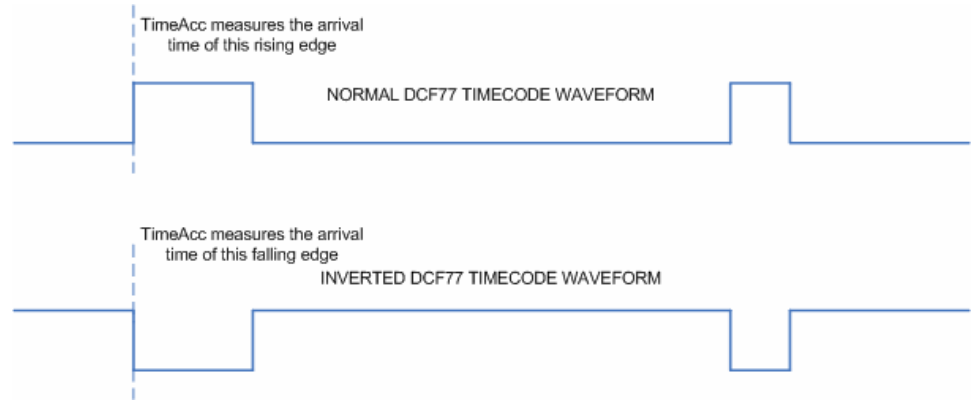 TimeAcc measures the arrival
time of this rising edge
NORMAL DCF77 TIMECODE WAVEFORM
TimeAcc measures the arrival
time of this falling edge
INVERTED DCF77 TIMECODE WAVEFORM